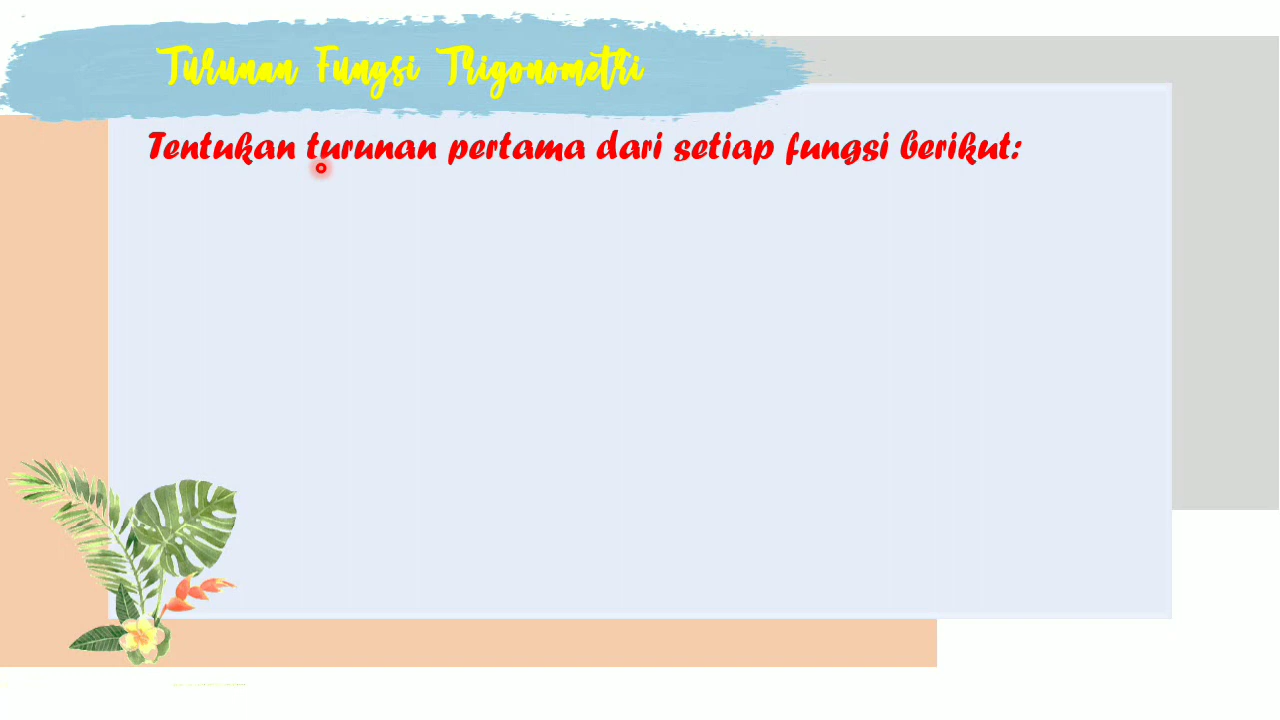 Turunan Fungsi Trigonometri
Tentukan turunan pertama dari setiap fungsi berikut: